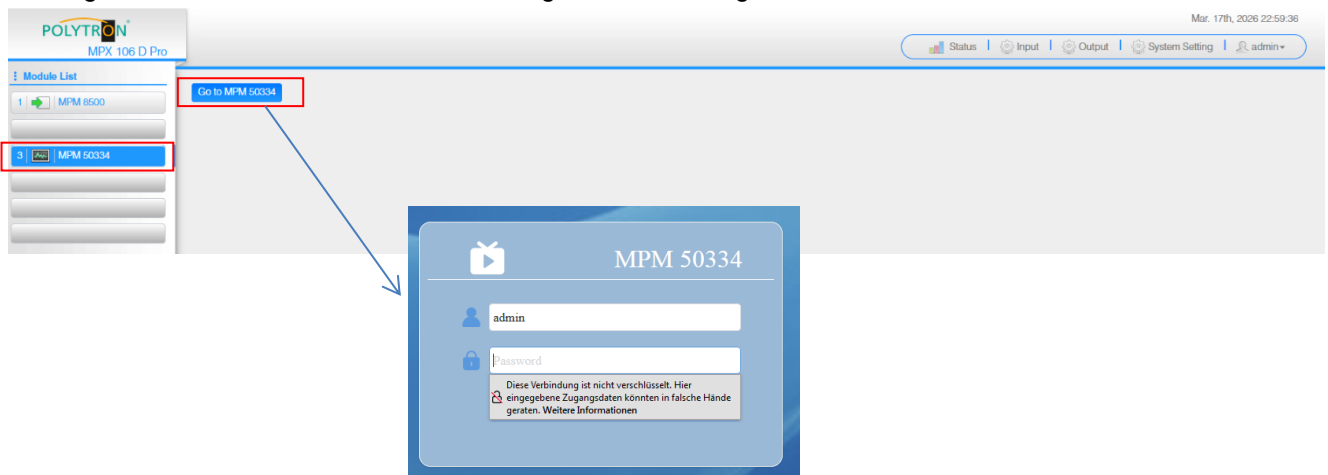 Mar. 17th, 2026 22:59:36
POLYTRON
MPX 106 D Pro
Status | Input | Output | System Setting | admin
Module List
1 | MPM 8500
Go to MPM 50334
3 | MPM 50334
MPM 50334
admin
Password
Diese Verbindung ist nicht verschlüsselt. Hier
eingegebene Zugangsdaten könnten in falsche Hände
geraten. Weitere Informationen